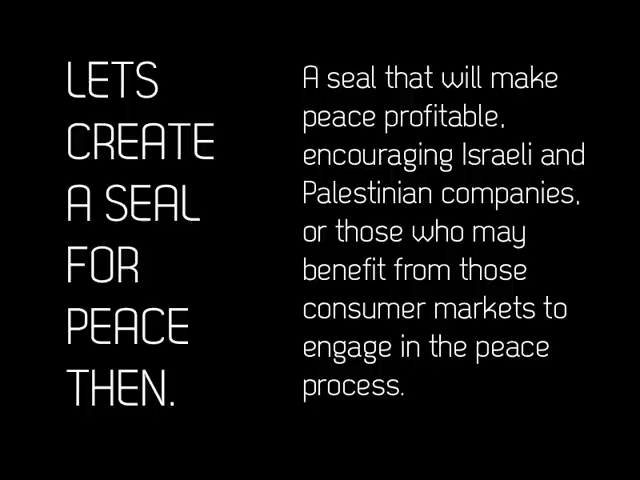 LETS
CREATE
A SEAL
FOR
PEACE
THEN.
A seal that will make
peace profitable,
encouraging Israeli and
Palestinian companies,
or those who may
benefit from those
consumer markets to
engage in the peace
process.